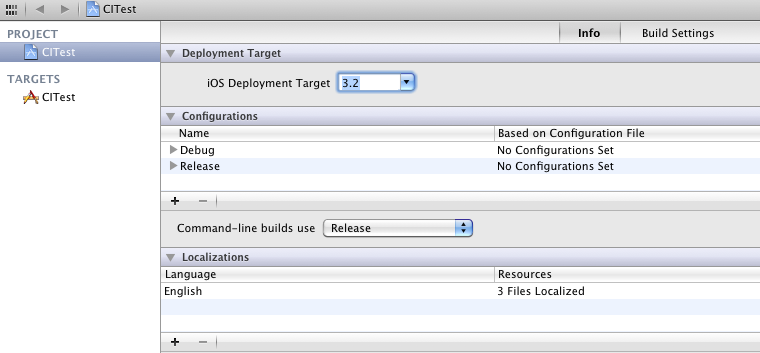 CITest
PROJECT
CITest
TARGETS
CITest
Info Build Settings
Deployment Target
iOS Deployment Target 3.2
Configurations
Name Based on Configuration File
Debug No Configurations Set
Release No Configurations Set
Command-line builds use Release
Localizations
Language Resources
English 3 Files Localized